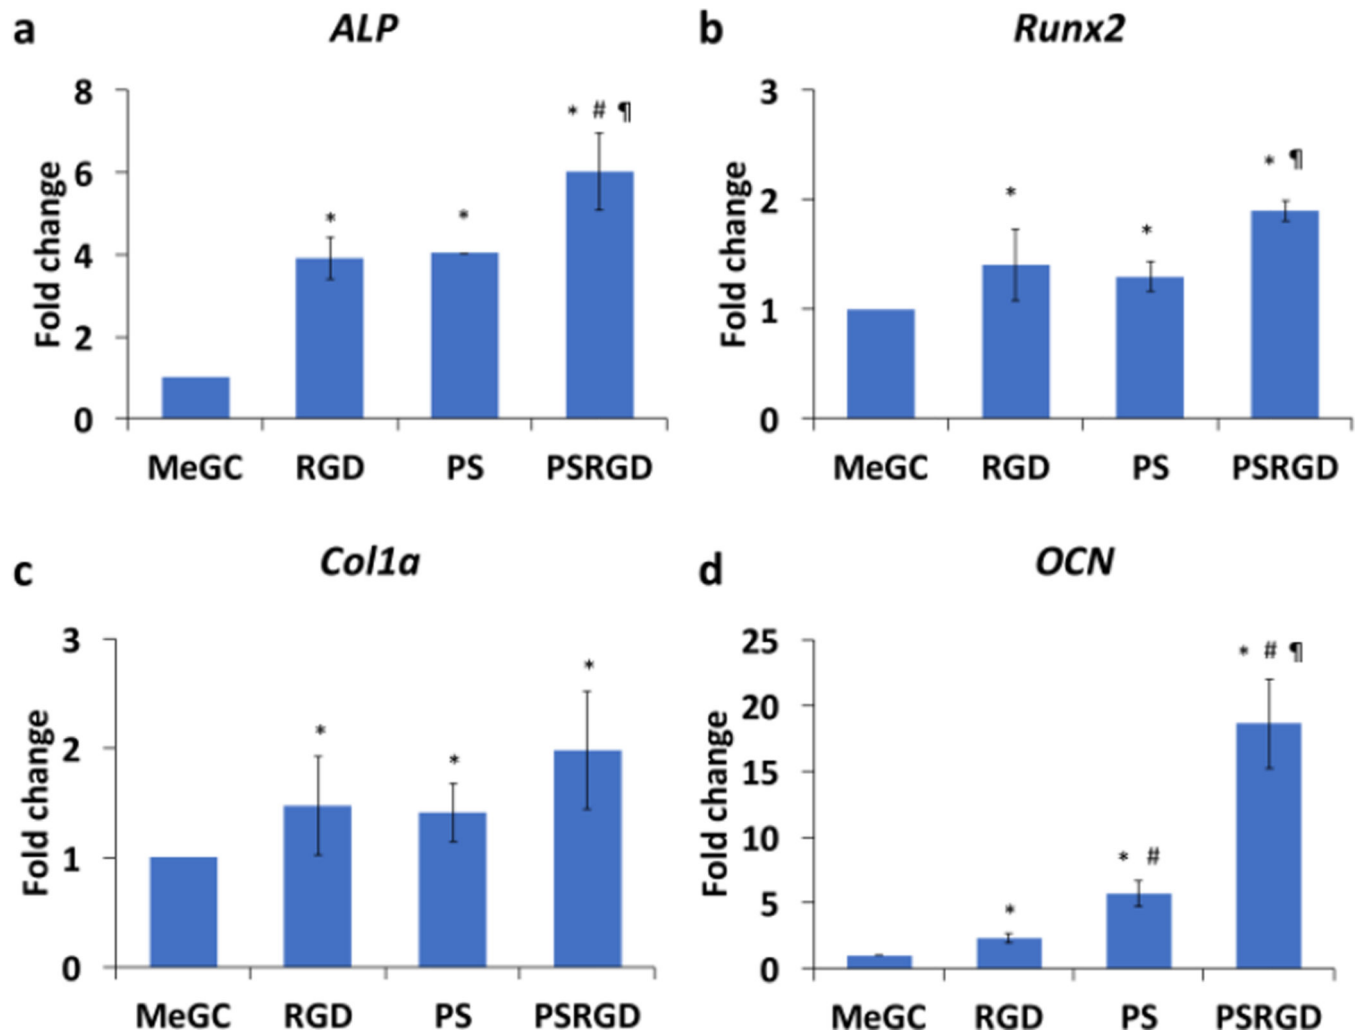 a ALP
8
* # ¶
6
* *
4
2
0
Fold change
MeGC RGD PS PSRGD
b Runx2
3
* ¶
* *
2
1
0
Fold change
MeGC RGD PS PSRGD
c Col1a
3
*
* *
2
1
0
Fold change
MeGC RGD PS PSRGD
d OCN
25
* # ¶
20
15
10
* #
*
5
0
Fold change
MeGC RGD PS PSRGD